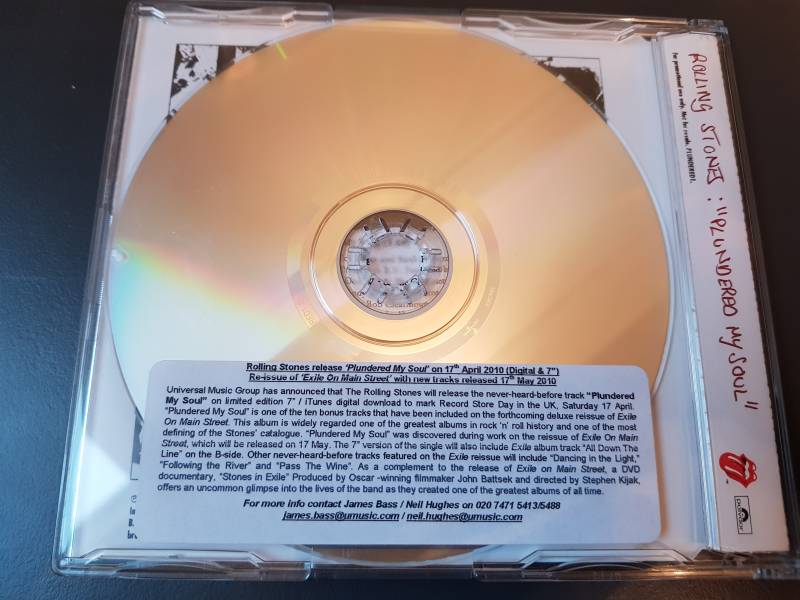 Rolling Stones release 'Plundered My Soul' on 17th April 2010 (Digital & 7")
Re-issue of 'Exile On Main Street' with new tracks released 17th May 2010
Universal Music Group has announced that The Rolling Stones will release the never-heard-before track "Plundered
My Soul" on limited edition 7" / iTunes digital download to mark Record Store Day in the UK, Saturday 17 April.
"Plundered My Soul" is one of the ten bonus tracks that have been included on the forthcoming deluxe reissue of Exile
On Main Street. This album is widely regarded one of the greatest albums in rock 'n' roll history and one of the most
defining of the Stones' catalogue. "Plundered My Soul" was discovered during work on the reissue of Exile On Main
Street, which will be released on 17 May. The 7" version of the single will also include Exile album track "All Down The
Line" on the B-side. Other never-heard-before tracks featured on the Exile reissue will include "Dancing in the Light,"
"Following the River" and "Pass The Wine". As a complement to the release of Exile on Main Street, a DVD
documentary, "Stones in Exile" Produced by Oscar -winning filmmaker John Battsek and directed by Stephen Kijak,
offers an uncommon glimpse into the lives of the band as they created one of the greatest albums of all time.
For more info contact James Bass / Neil Hughes on 020 7471 5413/5488
james.bass@umusic.com / neil.hughes@umusic.com
ROLLING STONES : "PLUNDERED MY SOUL"
For promotional use only. Not for resale. PLUNDERED1.
Polydor